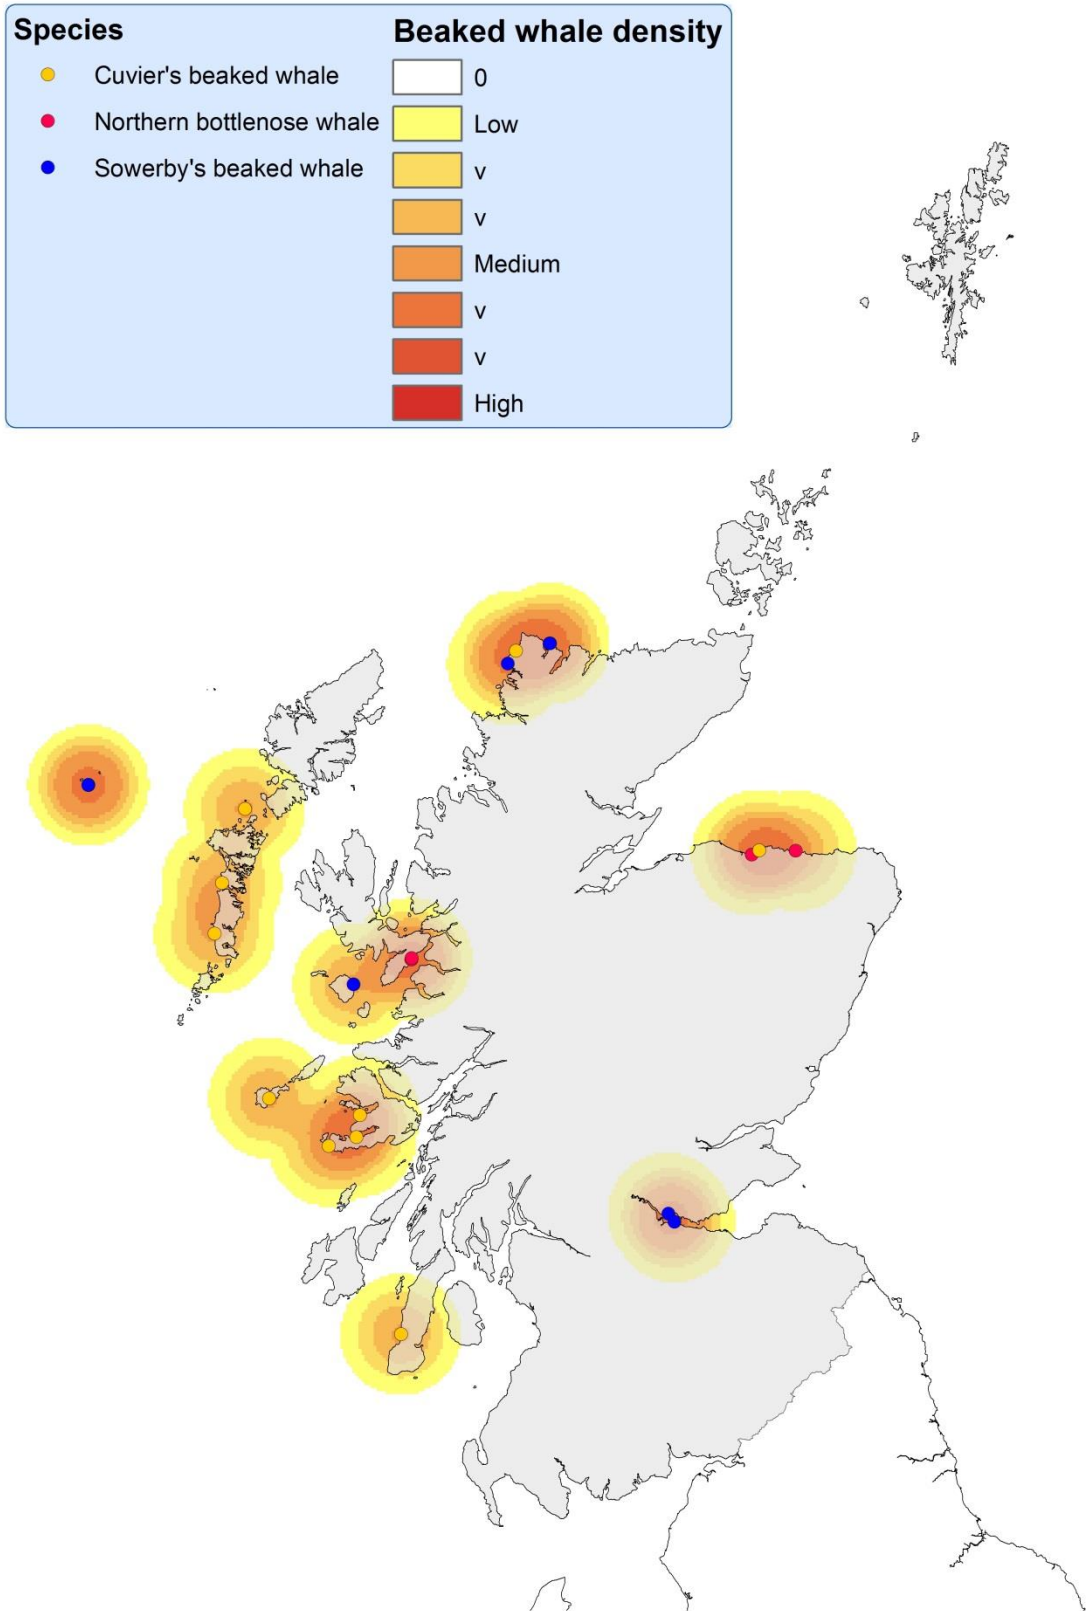 Species
Cuvier's beaked whale
Northern bottlenose whale
Sowerby's beaked whale
Beaked whale density
0
Low
v
v
Medium
v
v
High